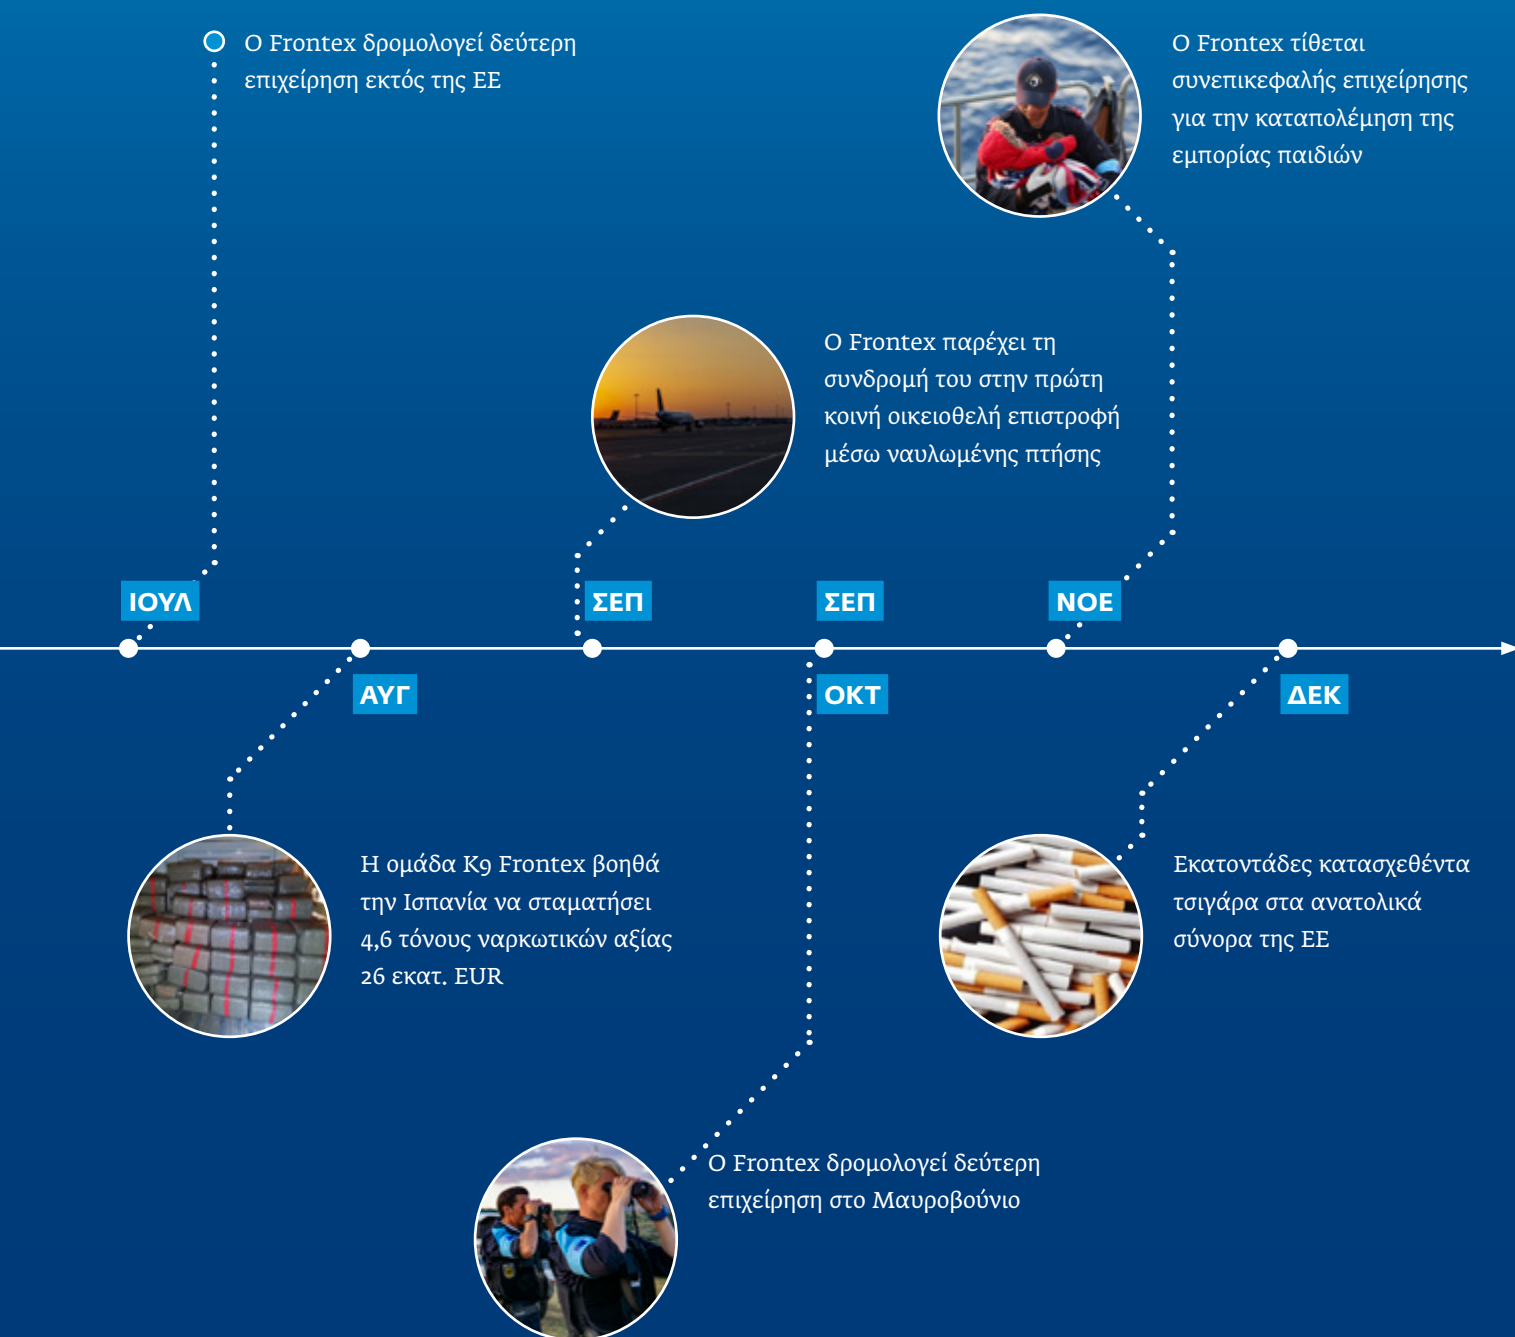 Ο Frontex δρομολογεί δεύτερη
επιχείρηση εκτός της ΕΕ
Ο Frontex τίθεται
συνεπικεφαλής επιχείρησης
για την καταπολέμηση της
εμπορίας παιδιών
Ο Frontex παρέχει τη
συνδρομή του στην πρώτη
κοινή οικειοθελή επιστροφή
μέσω ναυλωμένης πτήσης
ΙΟΥΛ
ΣΕΠ
ΣΕΠ
ΝΟΕ
ΑΥΓ
ΟΚΤ
ΔΕΚ
Η ομάδα K9 Frontex βοηθά
την Ισπανία να σταματήσει
4,6 τόνους ναρκωτικών αξίας
26 εκατ. EUR
Εκατοντάδες κατασχεθέντα
τσιγάρα στα ανατολικά
σύνορα της ΕΕ
Ο Frontex δρομολογεί δεύτερη
επιχείρηση στο Μαυροβούνιο